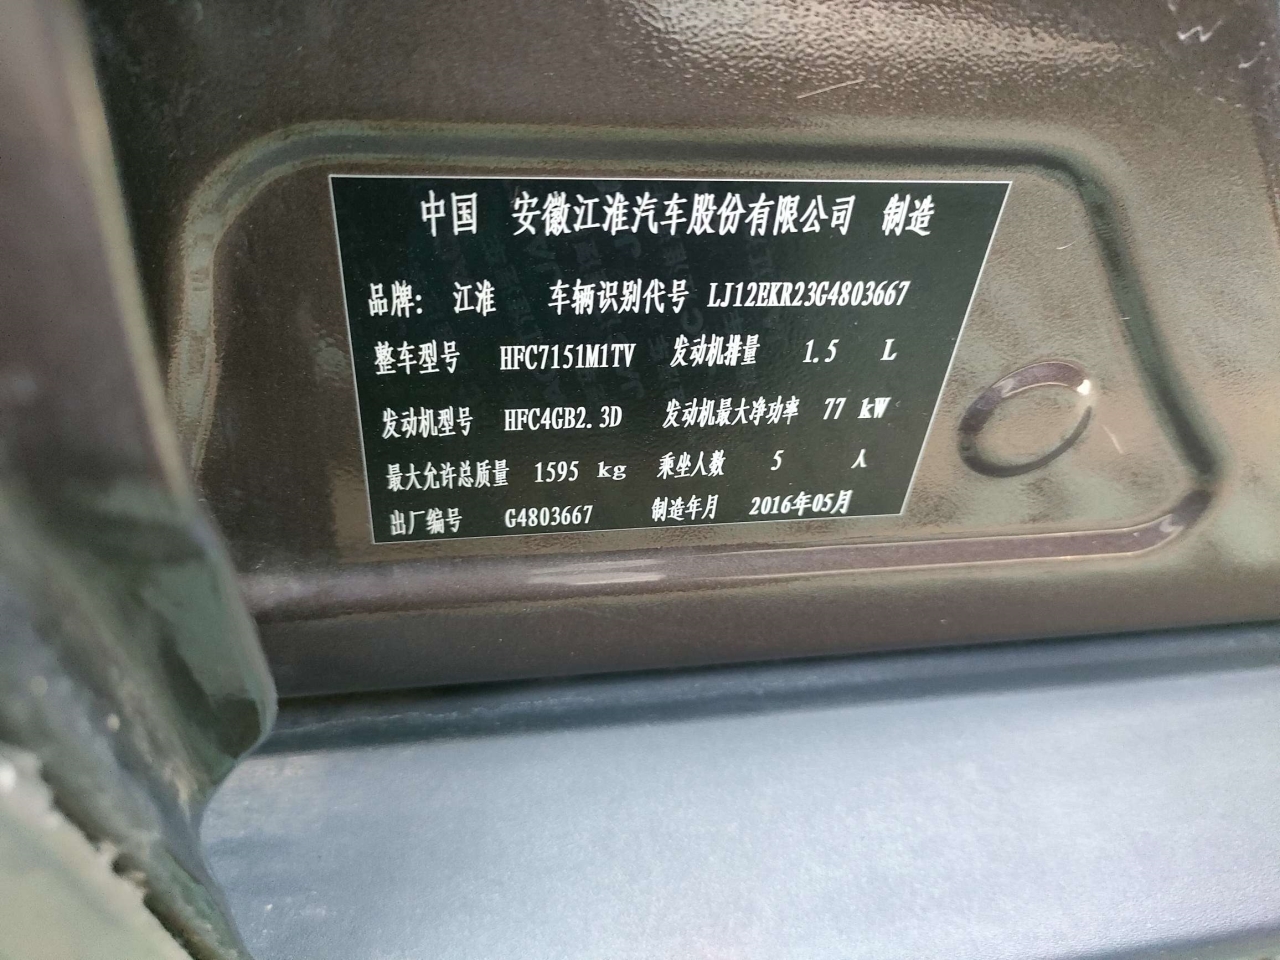 中国 安徽江淮汽车股份有限公司 制造
品牌: 江淮 车辆识别代号 LJ12EKR23G4803667
整车型号 HFC7151M1TV 发动机排量 1.5 L
发动机型号 HFC4GB2.3D 发动机最大净功率 77 kW
最大允许总质量 1595 kg 乘坐人数 5 人
出厂编号 G4803667 制造年月 2016年05月